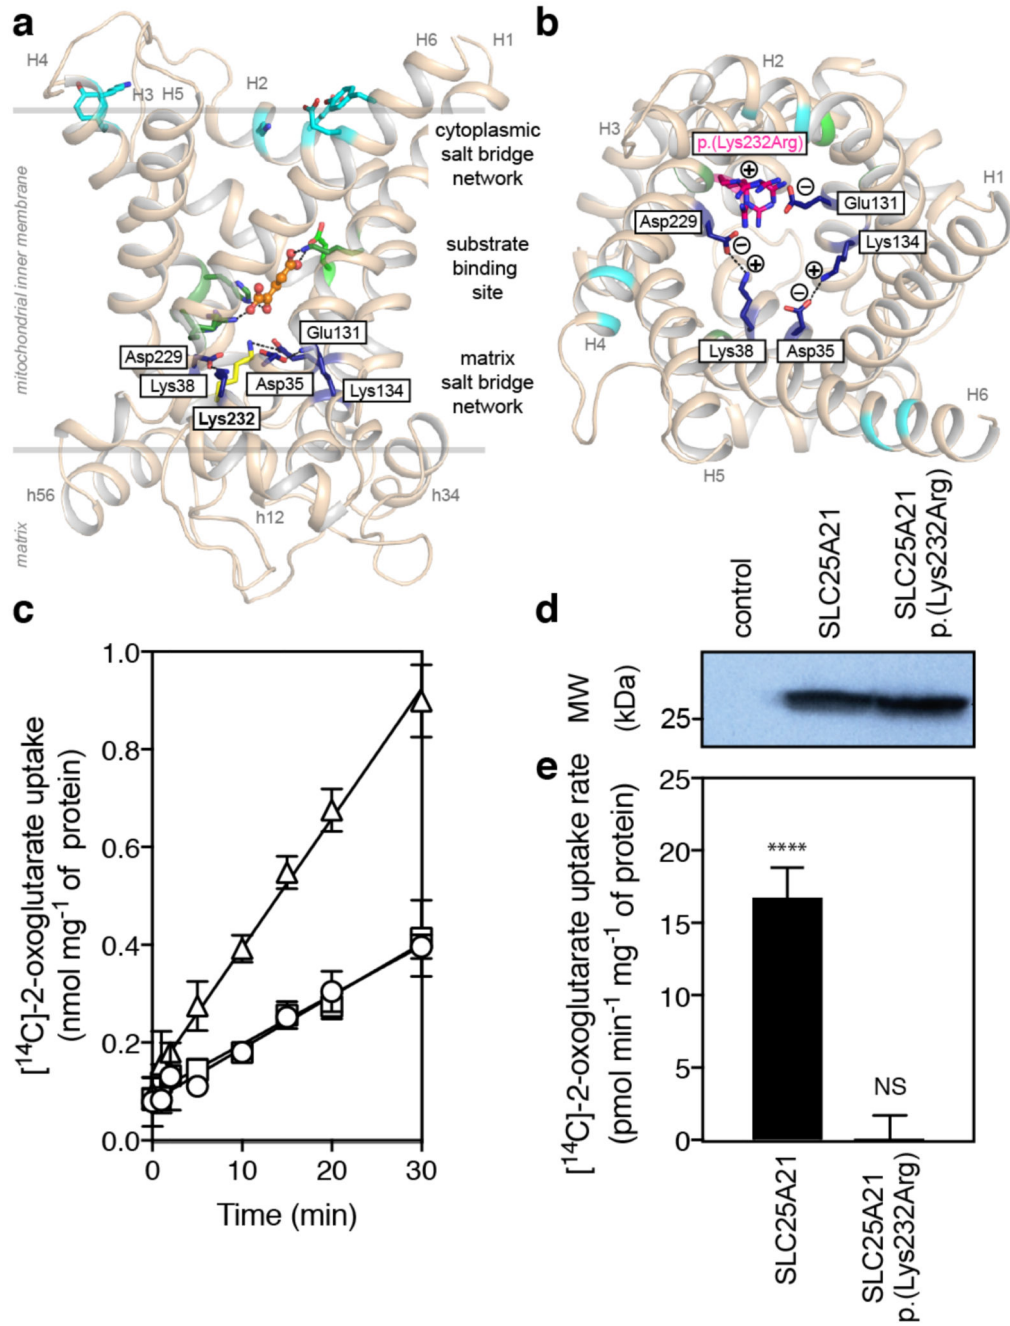 a
H4
H3
H5
H2
H6
H1
cytoplasmic
salt bridge
network
mitochondrial inner membrane
substrate
binding
site
Glu131
Asp229
Lys38
Asp35
Lys134
Lys232
matrix
salt bridge
network
h56
h12
h34
matrix
b
H2
H3
p.(Lys232Arg)
H1
+
−
Asp229
Glu131
Lys134
−
+
+
−
H4
Lys38
Asp35
H6
H5
c
[14C]-2-oxoglutarate uptake
(nmol mg-1 of protein)
1.0
0.8
0.6
0.4
0.2
0.0
0
10
20
30
Time (min)
d
control
SLC25A21
SLC25A21
p.(Lys232Arg)
MW
(kDa)
25
e
[14C]-2-oxoglutarate uptake rate
(pmol min-1 mg-1 of protein)
25
20
15
10
5
0
****
NS
SLC25A21
SLC25A21
p.(Lys232Arg)